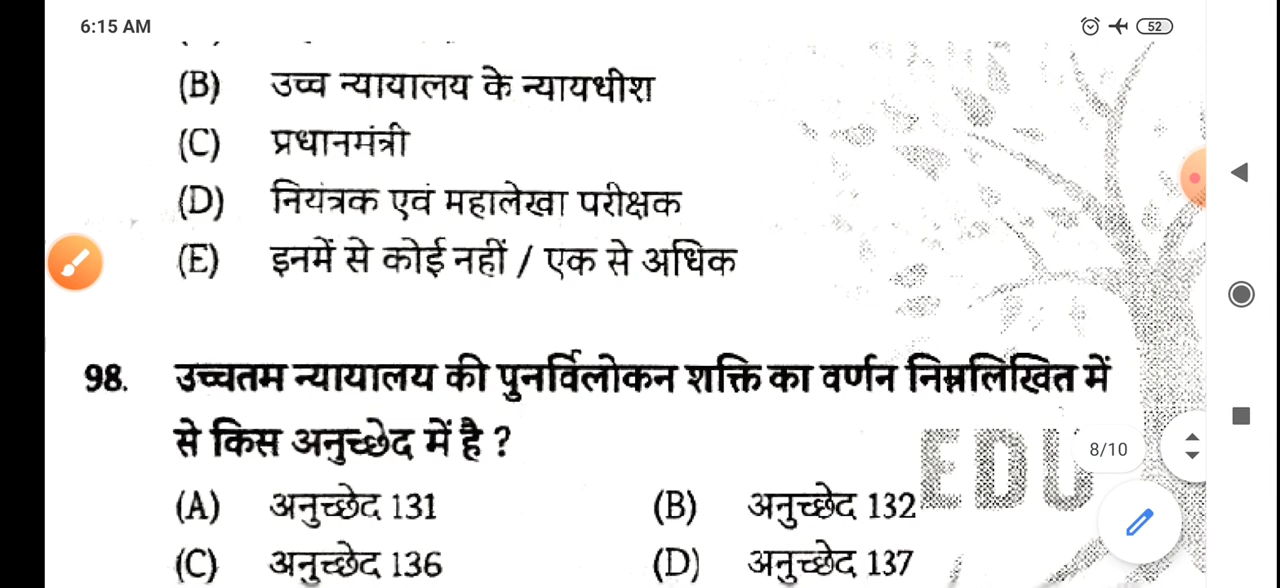 6:15 AM
52
(B) उच्च न्यायालय के न्यायधीश
(C) प्रधानमंत्री
(D) नियंत्रक एवं महालेखा परीक्षक
(E) इनमें से कोई नहीं / एक से अधिक
98. उच्चतम न्यायालय की पुनर्विलोकन शक्ति का वर्णन निम्नलिखित में
से किस अनुच्छेद में है ?
EDU
8/10
(A) अनुच्छेद 131 (B) अनुच्छेद 132
(C) अनुच्छेद 136 (D) अनुच्छेद 137